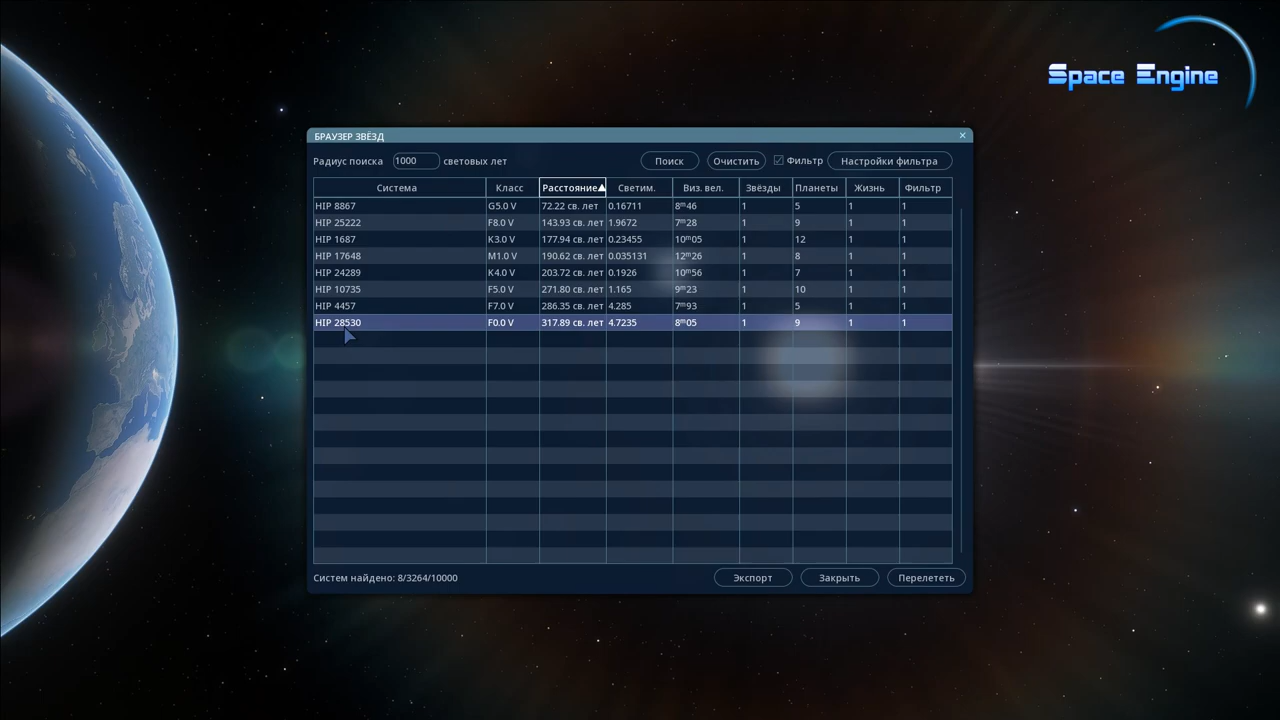 Space Engine
БРАУЗЕР ЗВЁЗД
Радиус поиска 1000 световых лет Поиск Очистить Фильтр Настройки фильтра
Система Класс Расстояние Светим. Виз. вел. Звёзды Планеты Жизнь Фильтр
HIP 8867 G5.0 V 72.22 св. лет 0.16711 8ᵐ46 1 5 1 1
HIP 25222 F8.0 V 143.93 св. лет 1.9672 7ᵐ28 1 9 1 1
HIP 1687 K3.0 V 177.94 св. лет 0.23455 10ᵐ05 1 12 1 1
HIP 17648 M1.0 V 190.62 св. лет 0.035131 12ᵐ26 1 8 1 1
HIP 24289 K4.0 V 203.72 св. лет 0.1926 10ᵐ56 1 7 1 1
HIP 10735 F5.0 V 271.80 св. лет 1.165 9ᵐ23 1 10 1 1
HIP 4457 F7.0 V 286.35 св. лет 4.285 7ᵐ93 1 5 1 1
HIP 28530 F0.0 V 317.89 св. лет 4.7235 8ᵐ05 1 9 1 1
Систем найдено: 8/3264/10000 Экспорт Закрыть Перелететь